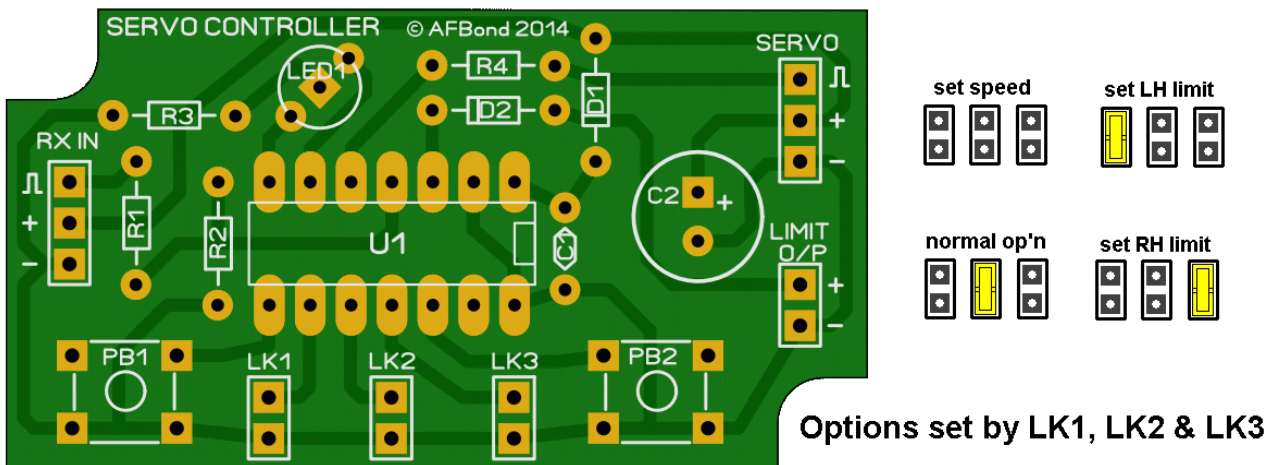 SERVO CONTROLLER
© AFBond 2014
SERVO
LED1
R4
D2
D1
R3
RX IN
+
−
R1
R2
U1
C1
C2
+
+
−
LIMIT
O/P
+
−
PB1
LK1
LK2
LK3
PB2
set speed
set LH limit
normal op'n
set RH limit
Options set by LK1, LK2 & LK3